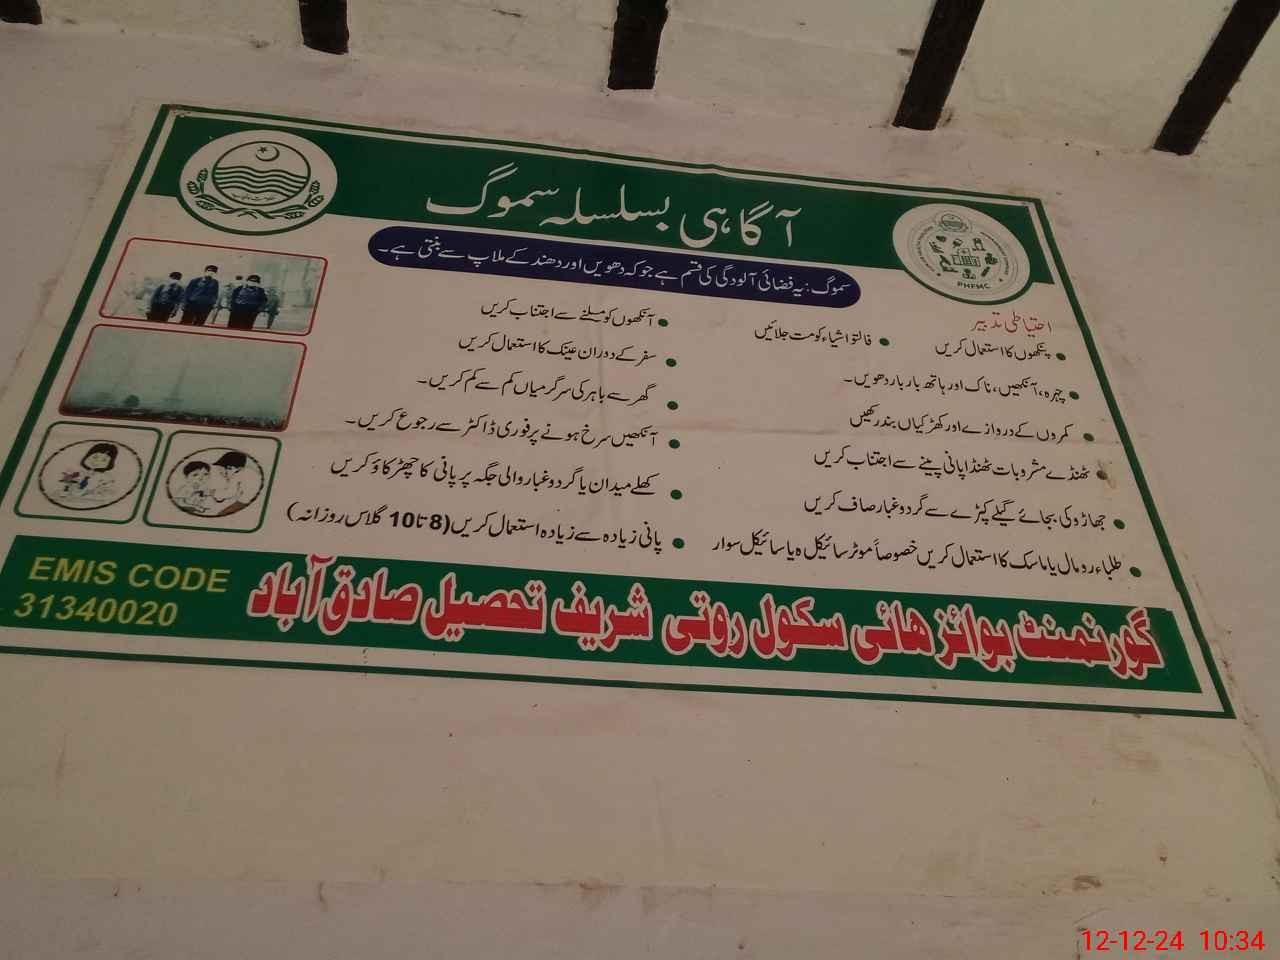 آگاہی بسلسلہ سموگ
سموگ: یہ فضائی آلودگی کی قسم ہے جو کہ دھویں اور دھند کے ملاپ سے بنتی ہے۔
PHFMC
احتیاطی تدبیر
پنکھوں کا استعمال کریں
فالتو اشیاء کو مت جلائیں
چہرہ، آنکھیں، ناک اور ہاتھ بار بار دھویں۔
کمروں کے دروازے اور کھڑکیاں بند رکھیں
ٹھنڈے مشروبات ٹھنڈا پانی پینے سے اجتناب کریں
جھاڑو کی بجائے گیلے کپڑے سے گرد و غبار صاف کریں
طلباء رومال یا ماسک کا استعمال کریں خصوصاً موٹر سائیکل ہ یا سائیکل سوار
آنکھوں کو ملنے سے اجتناب کریں
سفر کے دوران عینک کا استعمال کریں
گھر سے باہر کی سرگرمیاں کم سے کم کریں۔
آنکھیں سرخ ہونے پر فوری ڈاکٹر سے رجوع کریں۔
کھلے میدان یا گرد و غبار والی جگہ پر پانی کا چھڑکاؤ کریں
پانی زیادہ سے زیادہ استعمال کریں (8 تا 10 گلاس روزانہ)
گورنمنٹ بوائز ھائی سکول روتی شریف تحصیل صادق آباد
EMIS CODE
31340020
12-12-24 10:34